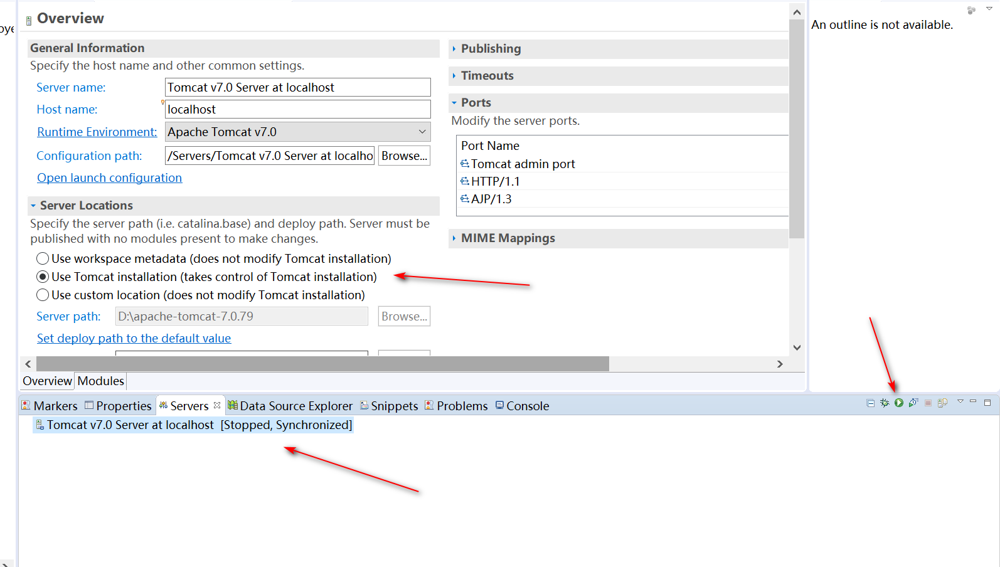 oye
Overview
General Information
Specify the host name and other common settings.
Server name:
Tomcat v7.0 Server at localhost
Host name:
localhost
Runtime Environment:
Apache Tomcat v7.0
Configuration path:
/Servers/Tomcat v7.0 Server at localho
Browse...
Open launch configuration
Server Locations
Specify the server path (i.e. catalina.base) and deploy path. Server must be
published with no modules present to make changes.
Use workspace metadata (does not modify Tomcat installation)
Use Tomcat installation (takes control of Tomcat installation)
Use custom location (does not modify Tomcat installation)
Server path:
D:\apache-tomcat-7.0.79
Browse...
Set deploy path to the default value
Publishing
Timeouts
Ports
Modify the server ports.
Port Name
Tomcat admin port
HTTP/1.1
AJP/1.3
MIME Mappings
An outline is not available.
Overview Modules
Markers Properties Servers Data Source Explorer Snippets Problems Console
Tomcat v7.0 Server at localhost [Stopped, Synchronized]